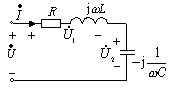 İ R jωL
+ + U̇₁ − +
U̇ U̇₂ −j 1/ωC
− −